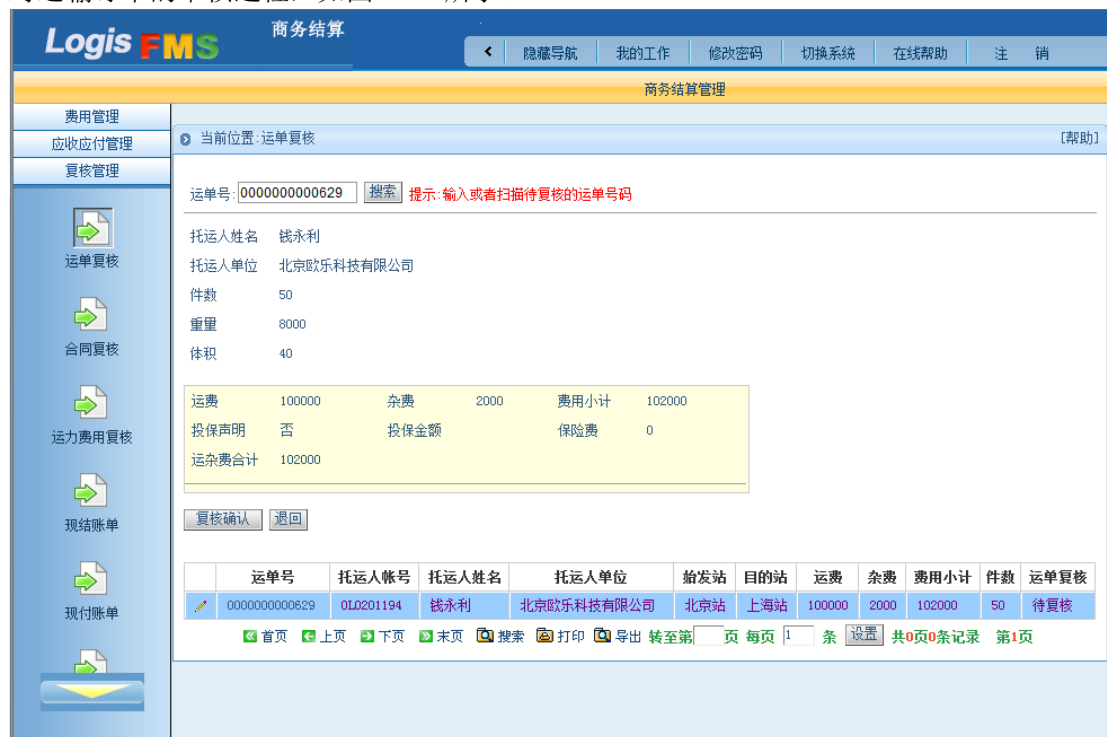 Logis FMS
商务结算
隐藏导航 我的工作 修改密码 切换系统 在线帮助 注 销
商务结算管理
费用管理
应收应付管理
复核管理
运单复核
合同复核
运力费用复核
现结账单
现付账单
当前位置:运单复核 [帮助]
运单号: 0000000000629 搜索 提示:输入或者扫描待复核的运单号码
托运人姓名 钱永利
托运人单位 北京欧乐科技有限公司
件数 50
重量 8000
体积 40
运费 100000 杂费 2000 费用小计 102000
投保声明 否 投保金额 保险费 0
运杂费合计 102000
复核确认 退回
运单号 托运人帐号 托运人姓名 托运人单位 始发站 目的站 运费 杂费 费用小计 件数 运单复核
0000000000629 0L0201194 钱永利 北京欧乐科技有限公司 北京站 上海站 100000 2000 102000 50 待复核
首页 上页 下页 末页 搜索 打印 导出 转至第 页 每页 1 条 设置 共0页0条记录 第1页